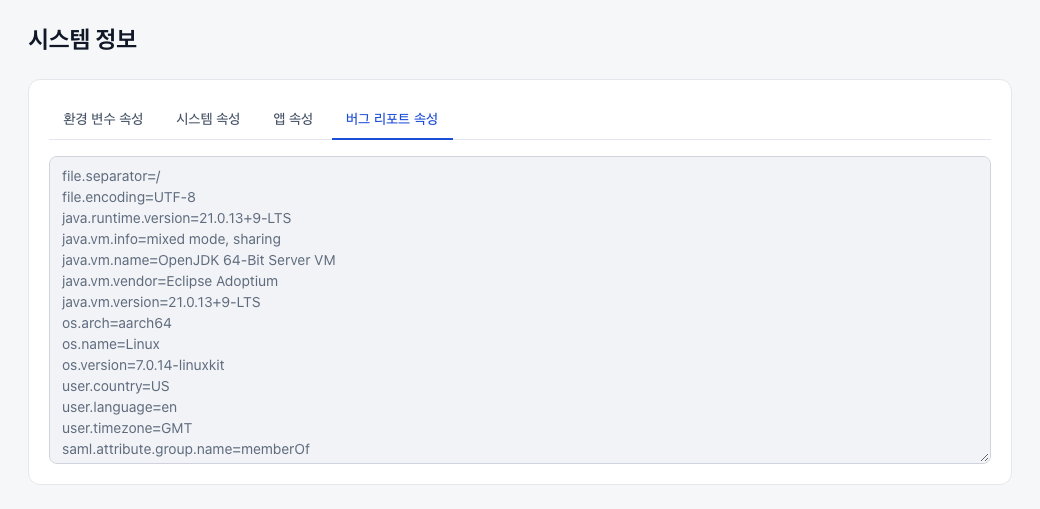 시스템 정보
환경 변수 속성
시스템 속성
앱 속성
버그 리포트 속성
file.separator=/
file.encoding=UTF-8
java.runtime.version=21.0.13+9-LTS
java.vm.info=mixed mode, sharing
java.vm.name=OpenJDK 64-Bit Server VM
java.vm.vendor=Eclipse Adoptium
java.vm.version=21.0.13+9-LTS
os.arch=aarch64
os.name=Linux
os.version=7.0.14-linuxkit
user.country=US
user.language=en
user.timezone=GMT
saml.attribute.group.name=memberOf